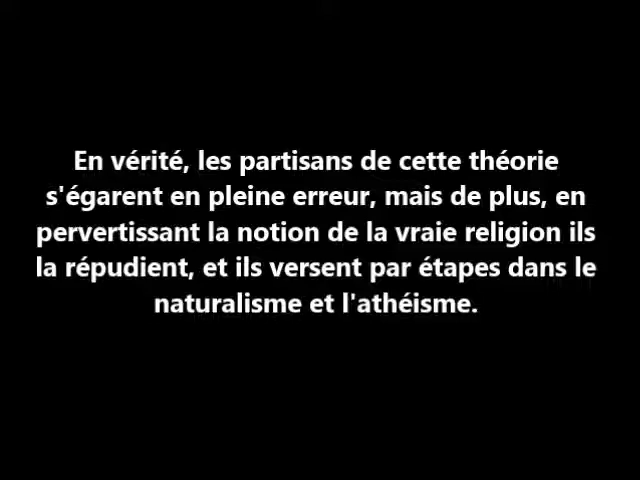 En vérité, les partisans de cette théorie
s'égarent en pleine erreur, mais de plus, en
pervertissant la notion de la vraie religion ils
la répudient, et ils versent par étapes dans le
naturalisme et l'athéisme.